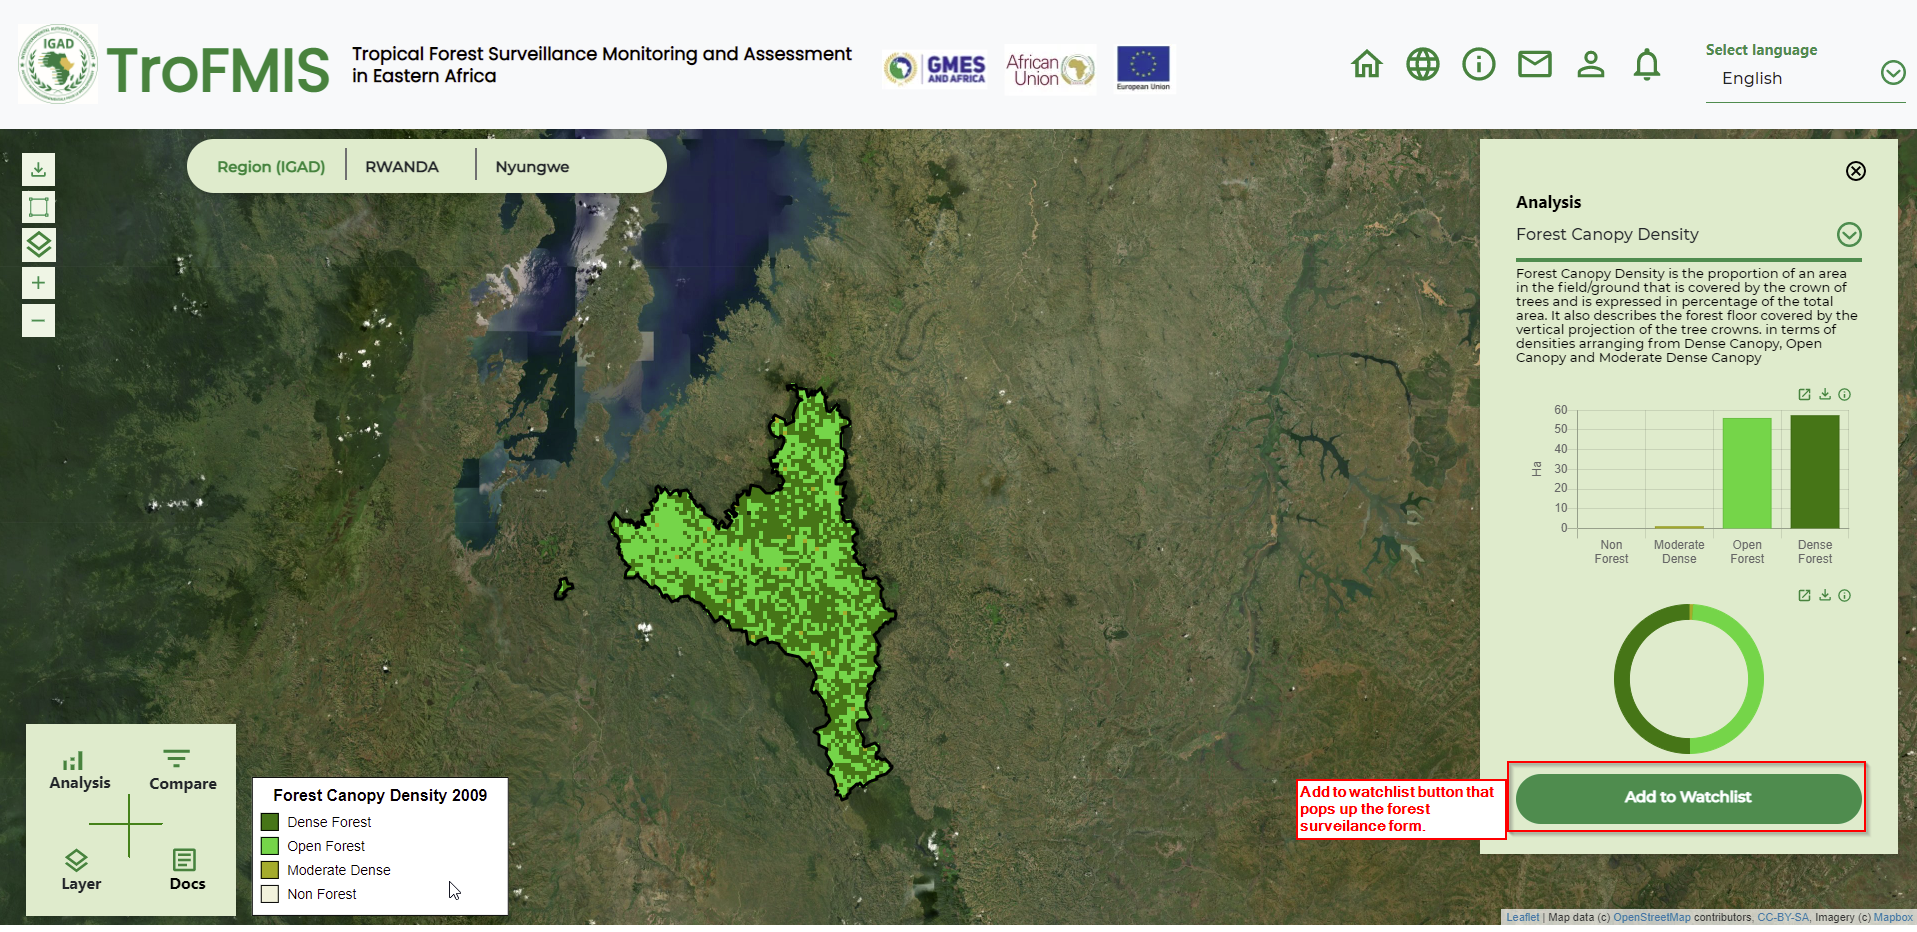 IGAD
TroFMIS
Tropical Forest Surveillance Monitoring and Assessment
in Eastern Africa
GMES
AND AFRICA
African
Union
European Union
Select language
English
Region (IGAD)
RWANDA
Nyungwe
Analysis
Forest Canopy Density
Forest Canopy Density is the proportion of an area
in the field/ground that is covered by the crown of
trees and is expressed in percentage of the total
area. It also describes the forest floor covered by the
vertical projection of the tree crowns. in terms of
densities arranging from Dense Canopy, Open
Canopy and Moderate Dense Canopy
60
50
40
30
20
10
0
Ha
Non
Forest
Moderate
Dense
Open
Forest
Dense
Forest
Add to watchlist button that
pops up the forest
surveilance form.
Add to Watchlist
Analysis
Compare
Layer
Docs
Forest Canopy Density 2009
Dense Forest
Open Forest
Moderate Dense
Non Forest
Leaflet | Map data (c) OpenStreetMap contributors, CC-BY-SA, Imagery (c) Mapbox